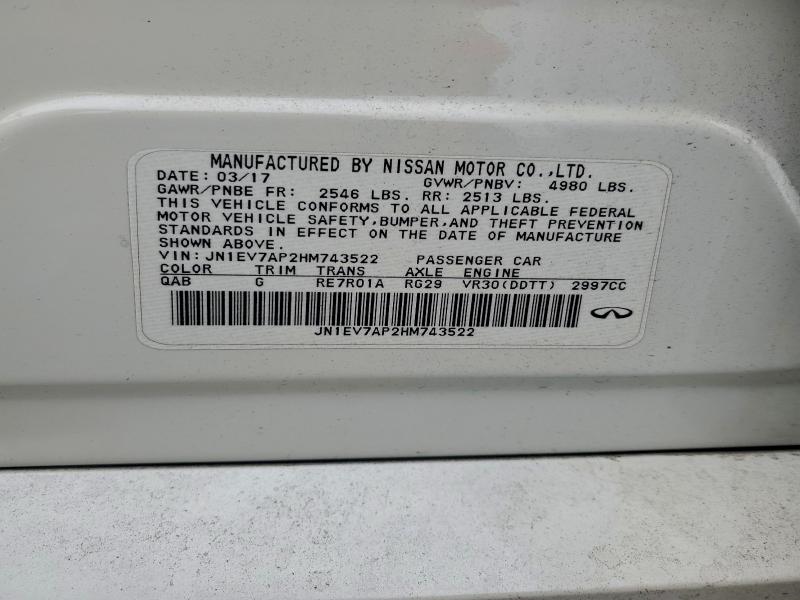 MANUFACTURED BY NISSAN MOTOR CO.,LTD.
DATE: 03/17 GVWR/PNBV: 4980 LBS.
GAWR/PNBE FR: 2546 LBS. RR: 2513 LBS.
THIS VEHICLE CONFORMS TO ALL APPLICABLE FEDERAL
MOTOR VEHICLE SAFETY,BUMPER,AND THEFT PREVENTION
STANDARDS IN EFFECT ON THE DATE OF MANUFACTURE
SHOWN ABOVE.
VIN: JN1EV7AP2HM743522 PASSENGER CAR
COLOR TRIM TRANS AXLE ENGINE
QAB G RE7R01A RG29 VR30(DDTT) 2997CC
JN1EV7AP2HM743522